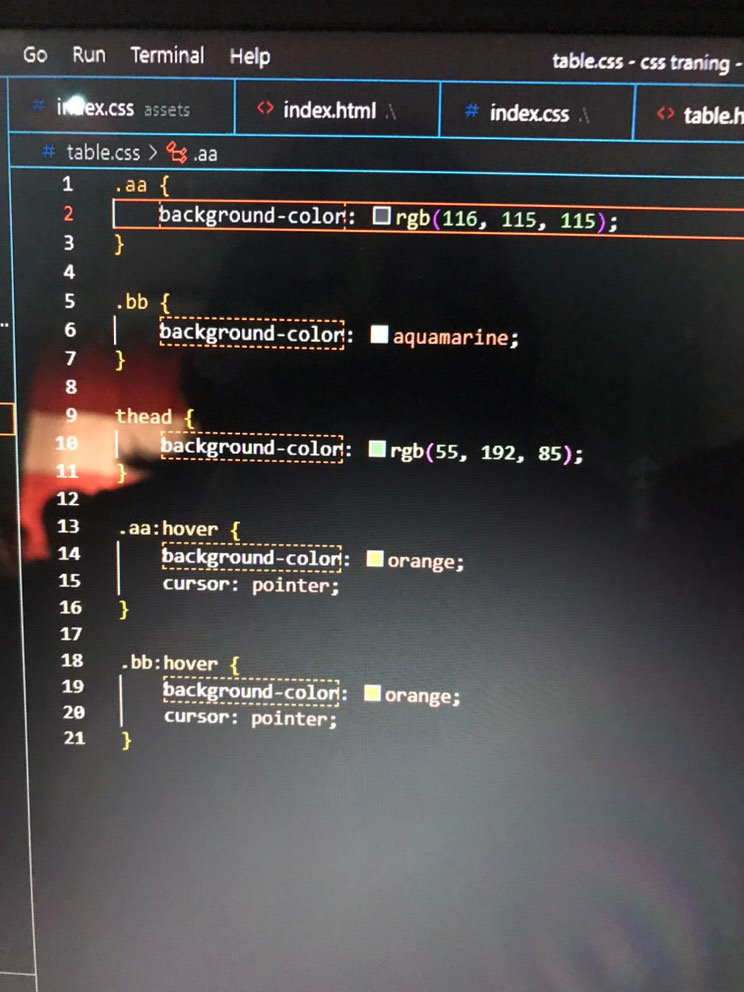 Go Run Terminal Help table.css - css traning -
index.css assets index.html .\ index.css .\ table.h
# table.css > .aa
1 .aa {
2 background-color: rgb(116, 115, 115);
3 }
4
5 .bb {
6 background-color: aquamarine;
7 }
8
9 thead {
10 background-color: rgb(55, 192, 85);
11 }
12
13 .aa:hover {
14 background-color: orange;
15 cursor: pointer;
16 }
17
18 .bb:hover {
19 background-color: orange;
20 cursor: pointer;
21 }